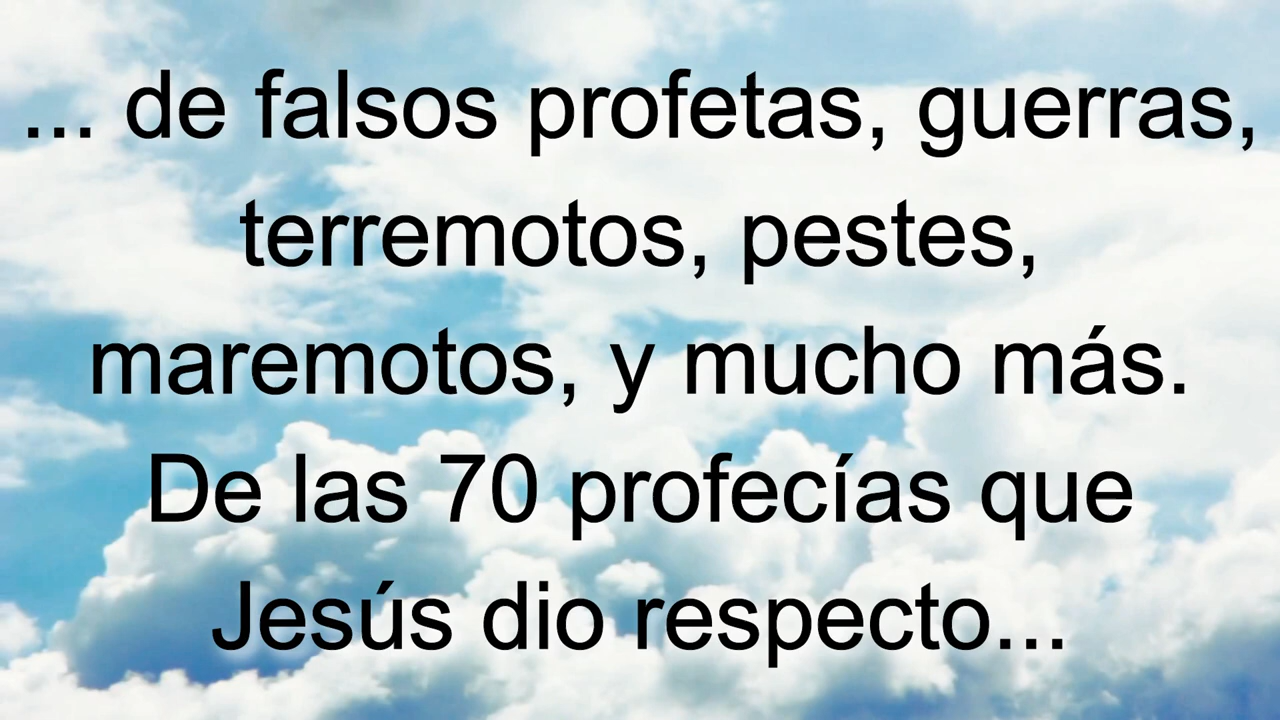 ... de falsos profetas, guerras,
terremotos, pestes,
maremotos, y mucho más.
De las 70 profecías que
Jesús dio respecto...